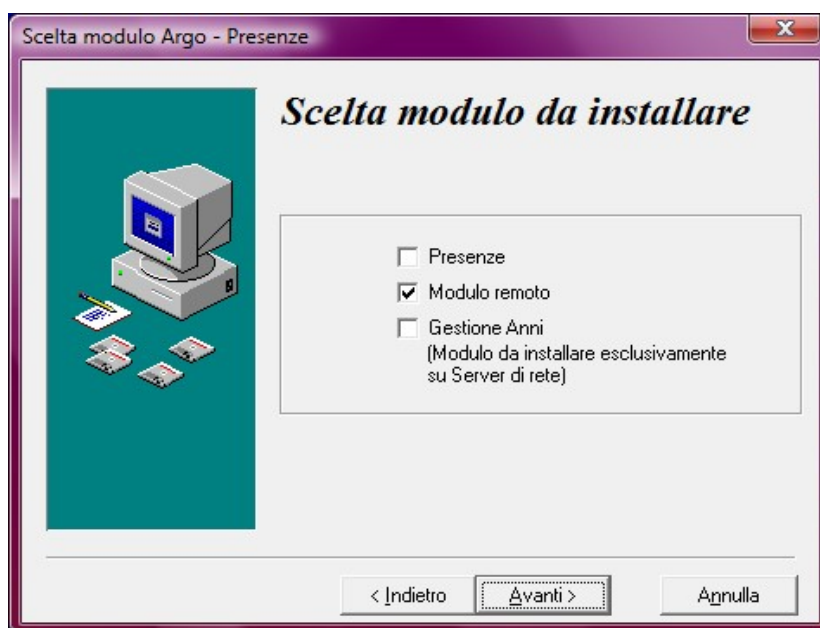 Scelta modulo Argo - Presenze
Scelta modulo da installare
Presenze
Modulo remoto
Gestione Anni
(Modulo da installare esclusivamente
su Server di rete)
< Indietro
Avanti >
Annulla